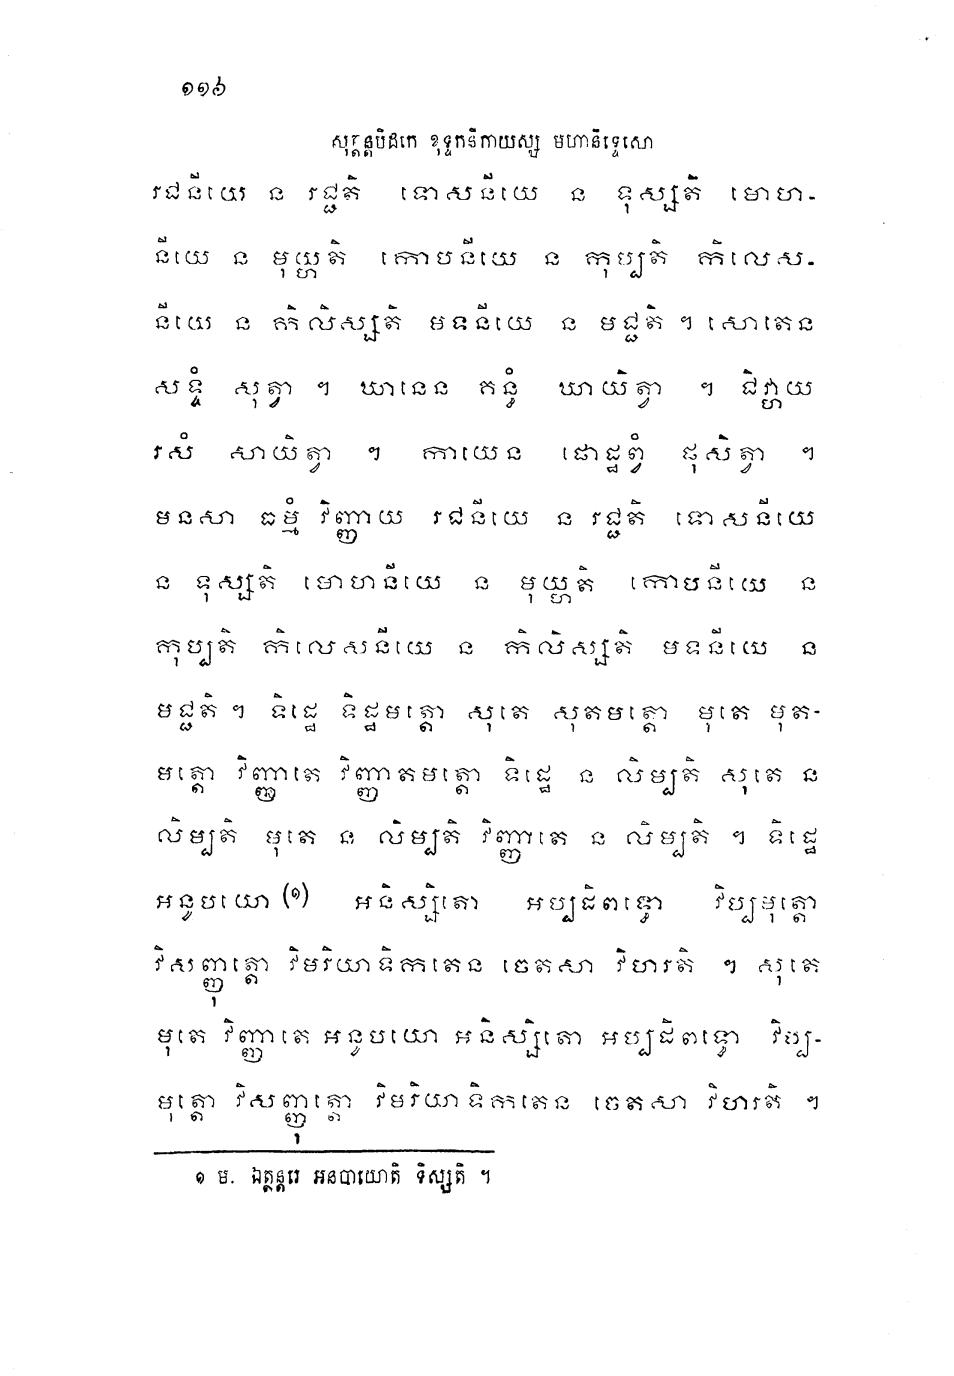 ១១៦
សុត្តន្តបិដកេ ខុទ្ទកនិកាយស្ស មហានិទ្ទេសោ
រជនីយេ ន រជ្ជតិ ទោសនីយេ ន ទុស្សតិ មោហ-
នីយេ ន មុយ្ហតិ កោបនីយេ ន កុប្បតិ កិលេស-
នីយេ ន កិលិស្សតិ មទនីយេ ន មជ្ជតិ ។ សោតេន
សទ្ទំ សុត្វា ។ ឃានេន គន្ធំ ឃាយិត្វា ។ ជិវ្ហាយ
រសំ សាយិត្វា ។ កាយេន ផោដ្ឋព្វំ ផុសិត្វា ។
មនសា ធម្មំ វិញ្ញាយ រជនីយេ ន រជ្ជតិ ទោសនីយេ
ន ទុស្សតិ មោហនីយេ ន មុយ្ហតិ កោបនីយេ ន
កុប្បតិ កិលេសនីយេ ន កិលិស្សតិ មទនីយេ ន
មជ្ជតិ ។ ទិដ្ឋេ ទិដ្ឋមត្តោ សុតេ សុតមត្តោ មុតេ មុត-
មត្តោ វិញ្ញាតេ វិញ្ញាតមត្តោ ទិដ្ឋេ ន លិម្បតិ សុតេ ន
លិម្បតិ មុតេ ន លិម្បតិ វិញ្ញាតេ ន លិម្បតិ ។ ទិដ្ឋេ
អនូបយោ (១) អនិស្សិតោ អប្បដិពទ្ធោ វិប្បមុត្តោ
វិសញ្ញុត្តោ វិមរិយាទិកតេន ចេតសា វិហរតិ ។ សុតេ
មុតេ វិញ្ញាតេ អនូបយោ អនិស្សិតោ អប្បដិពទ្ធោ វិប្ប-
មុត្តោ វិសញ្ញុត្តោ វិមរិយាទិកតេន ចេតសា វិហរតិ ។
១ ម. ឯត្ថន្តរេ អនបាយោតិ ទិស្សតិ ។